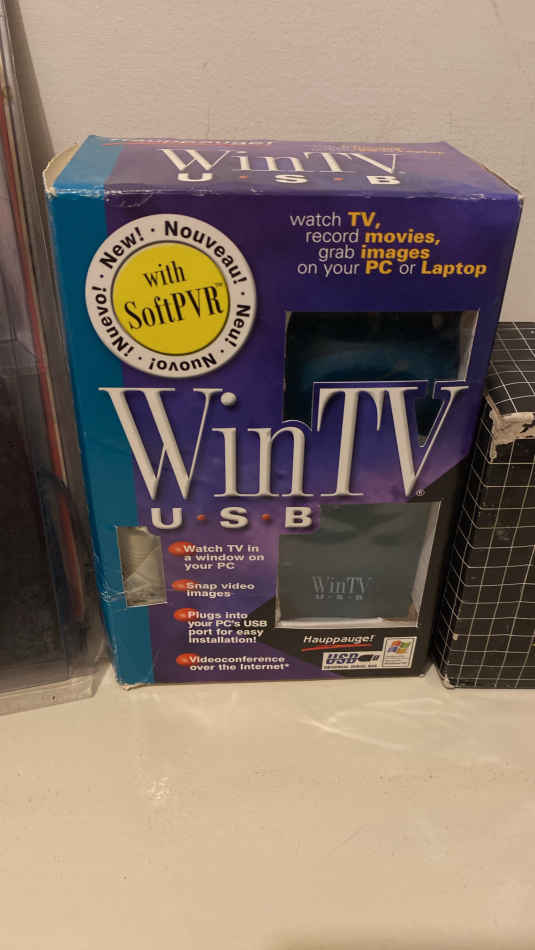 Hauppauge!
WinTV
U·S·B
watch TV,
record movies,
grab images
on your PC or Laptop
New! · Nouveau! · Neu! · Nuovo! · ¡Nuevo! ·
with
SoftPVR™
WinTV®
U·S·B
Watch TV in
a window on
your PC
Snap video
images
Plugs into
your PC's USB
port for easy
installation!
Videoconference
over the Internet*
WinTV
U·S·B
Hauppauge!
USB